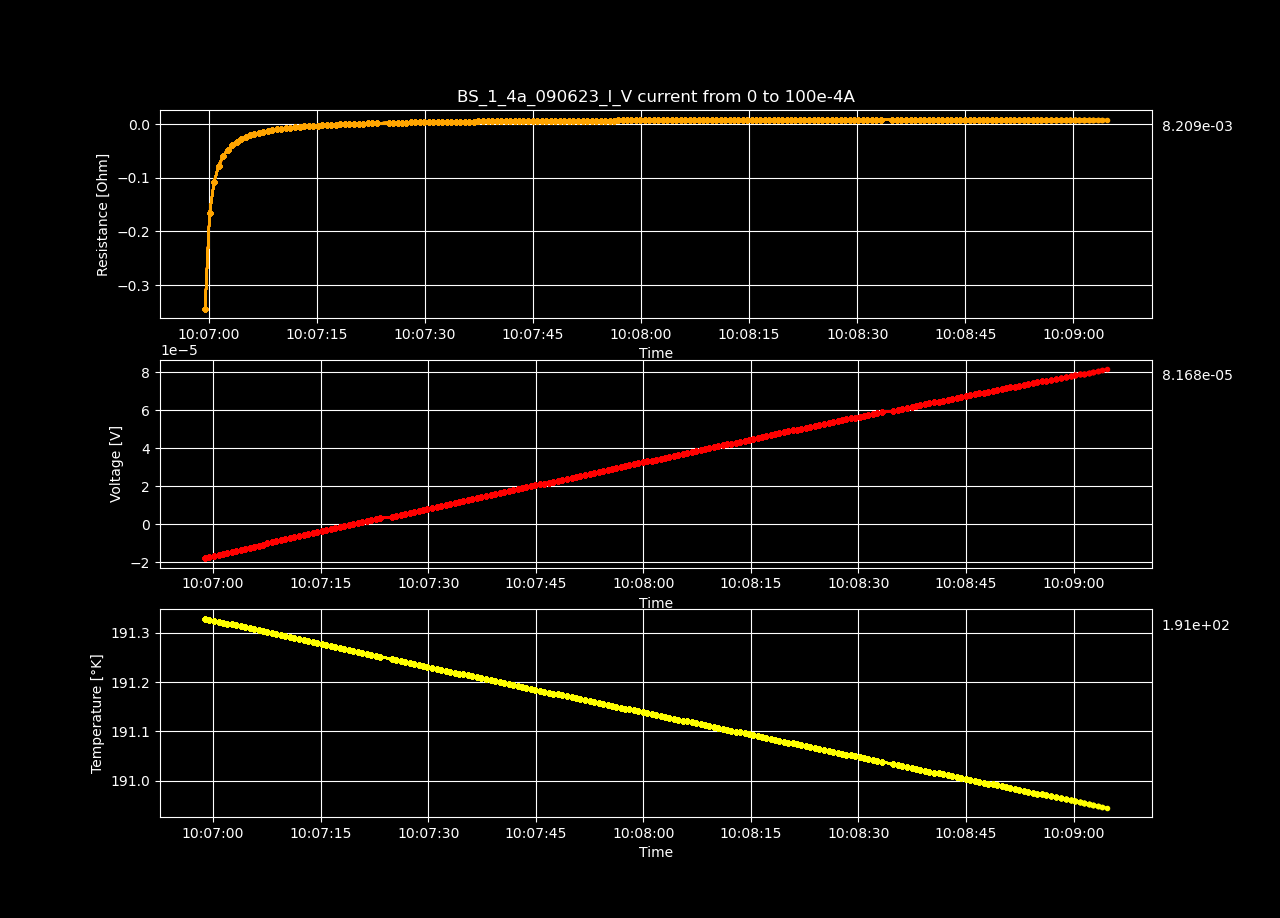 BS_1_4a_090623_I_V current from 0 to 100e-4A
0.0
−0.1
−0.2
−0.3
Resistance [Ohm]
8.209e-03
10:07:00 10:07:15 10:07:30 10:07:45 10:08:00 10:08:15 10:08:30 10:08:45 10:09:00
Time
1e−5
8
6
4
2
0
−2
Voltage [V]
8.168e-05
10:07:00 10:07:15 10:07:30 10:07:45 10:08:00 10:08:15 10:08:30 10:08:45 10:09:00
Time
191.3
191.2
191.1
191.0
Temperature [°K]
1.91e+02
10:07:00 10:07:15 10:07:30 10:07:45 10:08:00 10:08:15 10:08:30 10:08:45 10:09:00
Time